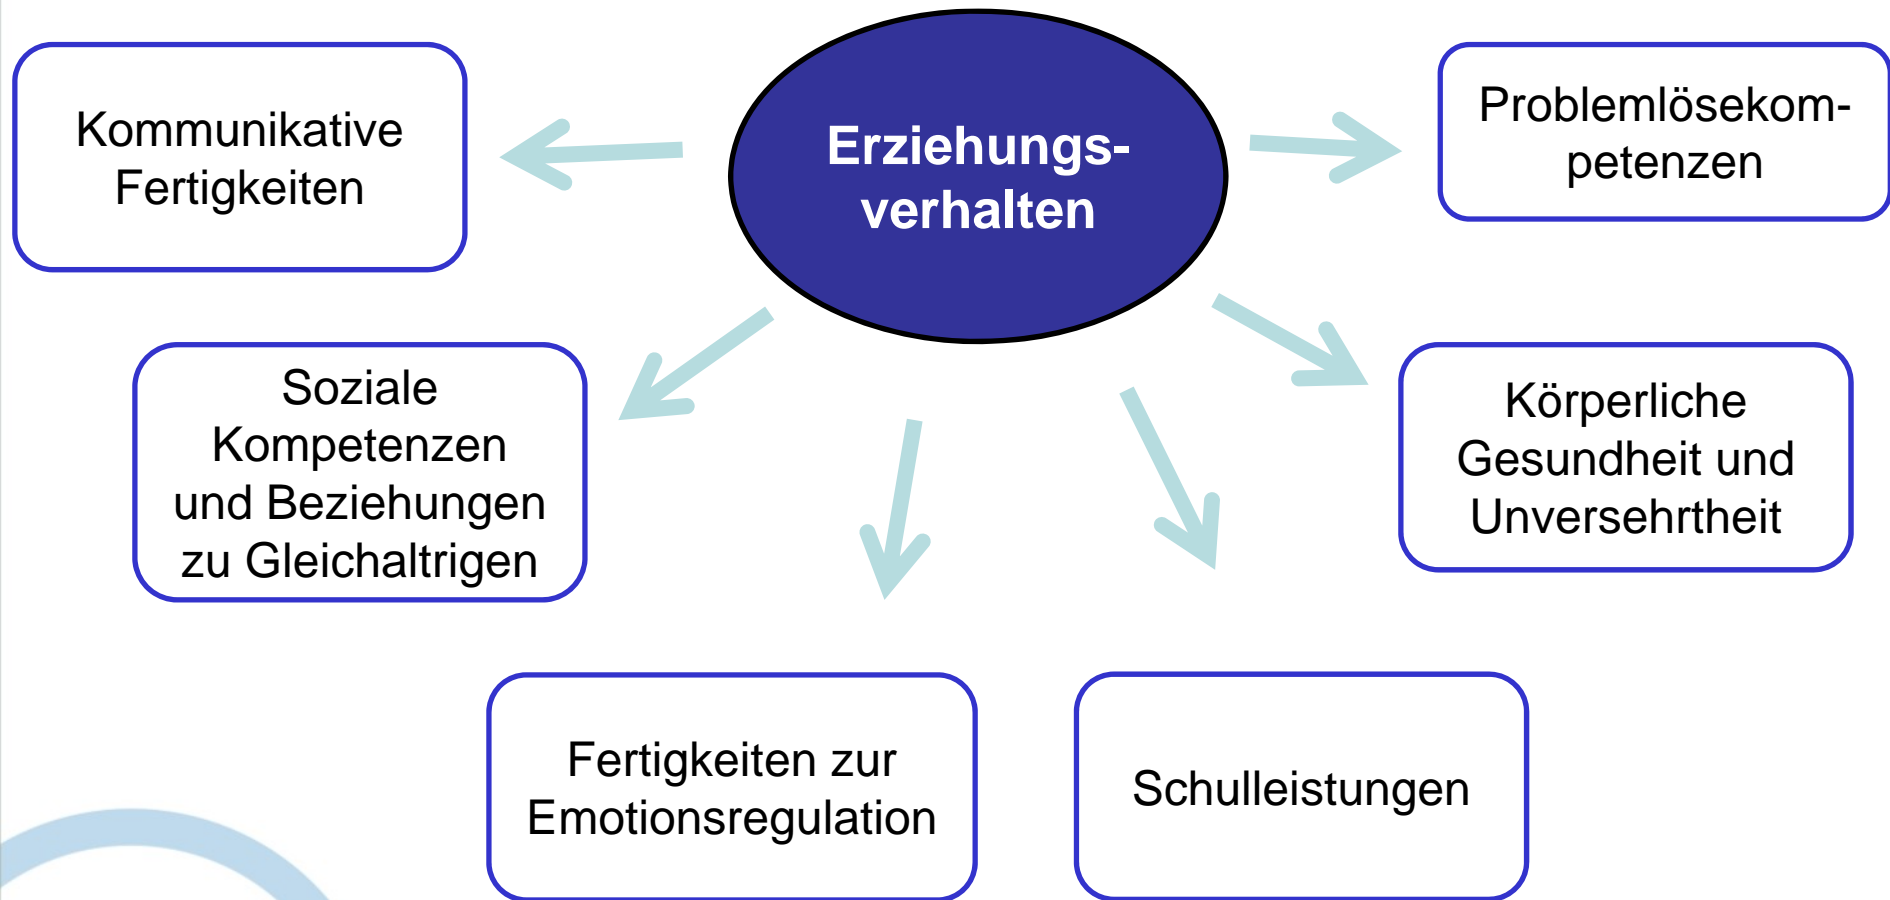 Erziehungs-
verhalten
Kommunikative
Fertigkeiten
Problemlösekom-
petenzen
Soziale
Kompetenzen
und Beziehungen
zu Gleichaltrigen
Körperliche
Gesundheit und
Unversehrtheit
Fertigkeiten zur
Emotionsregulation
Schulleistungen